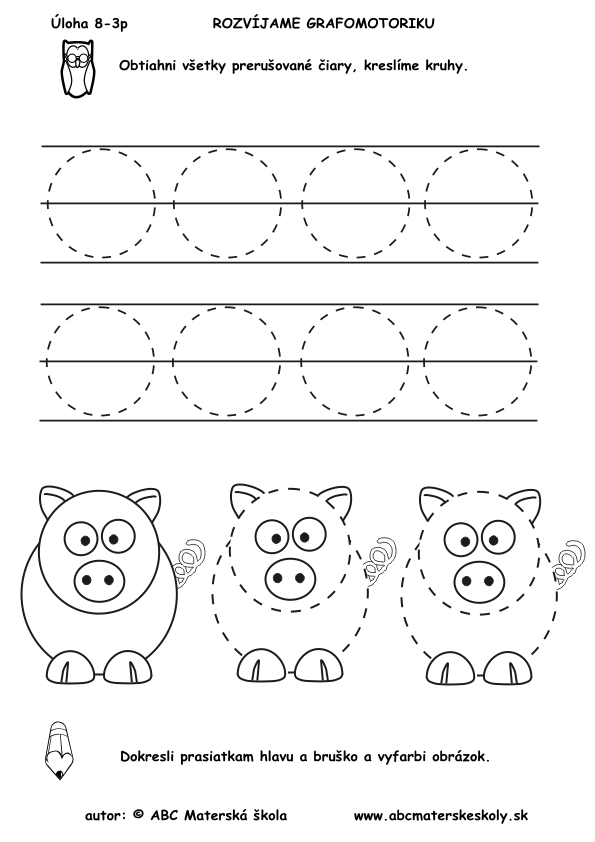 Úloha 8-3p
ROZVÍJAME GRAFOMOTORIKU
Obtiahni všetky prerušované čiary, kreslíme kruhy.
Dokresli prasiatkam hlavu a bruško a vyfarbi obrázok.
autor: © ABC Materská škola
www.abcmaterskeskoly.sk